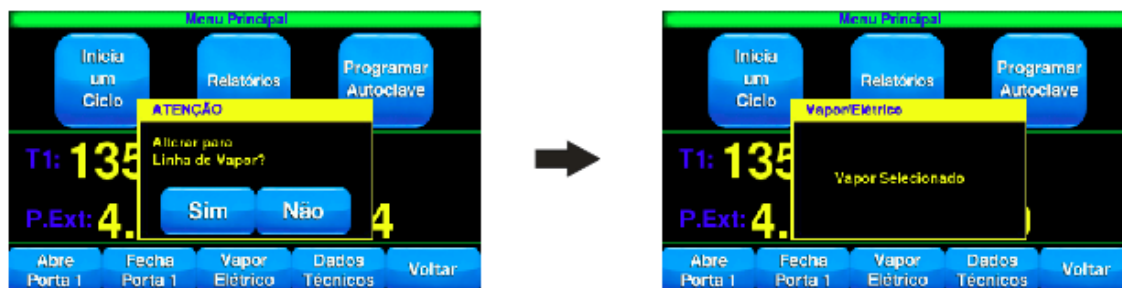 Menu Principal
Inicia
um
Ciclo
Relatórios
Programar
Autoclave
ATENÇÃO
Alterar para
Linha de Vapor?
Sim
Não
T1: 135
P.Ext: 4.
4
Abre
Porta 1
Fecha
Porta 1
Vapor
Elétrico
Dados
Técnicos
Voltar
Menu Principal
Inicia
um
Ciclo
Relatórios
Programar
Autoclave
Vapor/Elétrico
Vapor Selecionado
T1: 135
P.Ext: 4.
Abre
Porta 1
Fecha
Porta 1
Vapor
Elétrico
Dados
Técnicos
Voltar